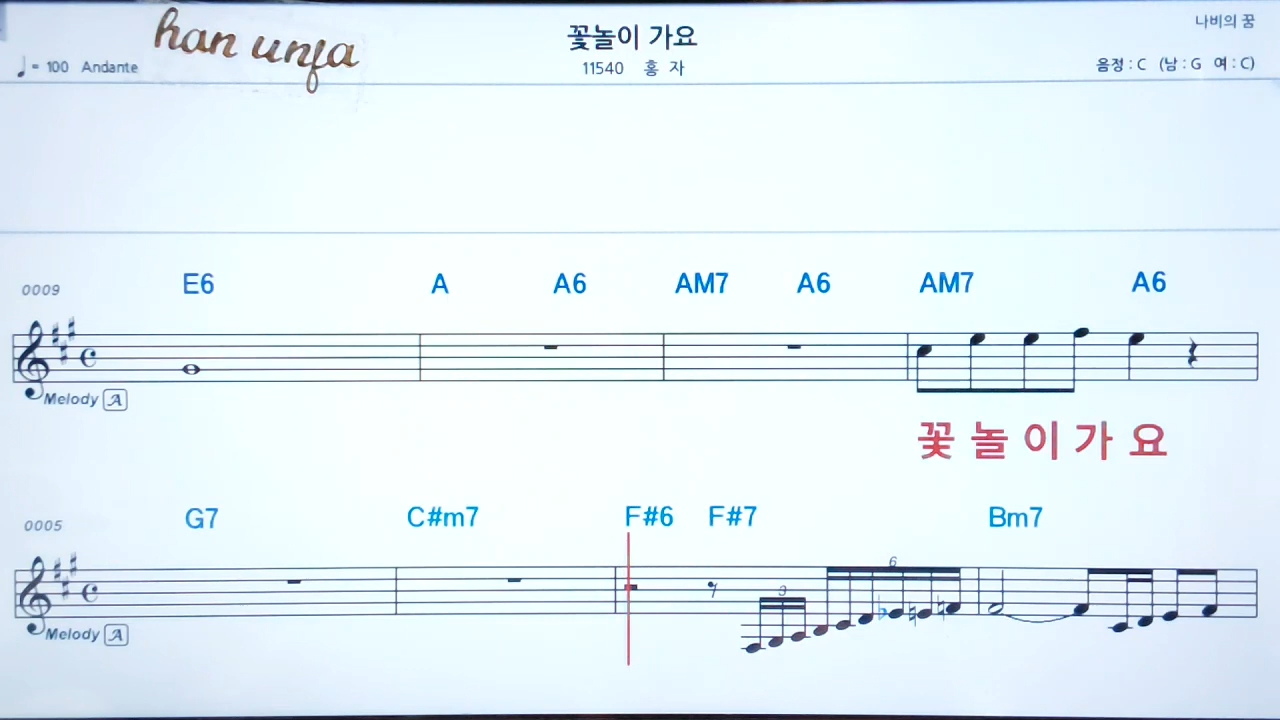 han unja
꽃놀이 가요
나비의 꿈
♩= 100 Andante
11540 홍 자
음정 : C (남 : G 여 : C)
E6 A A6 AM7 A6 AM7 A6
0009
Melody A
꽃 놀 이 가 요
G7 C#m7 F#6 F#7 Bm7
0005
3 6
Melody A